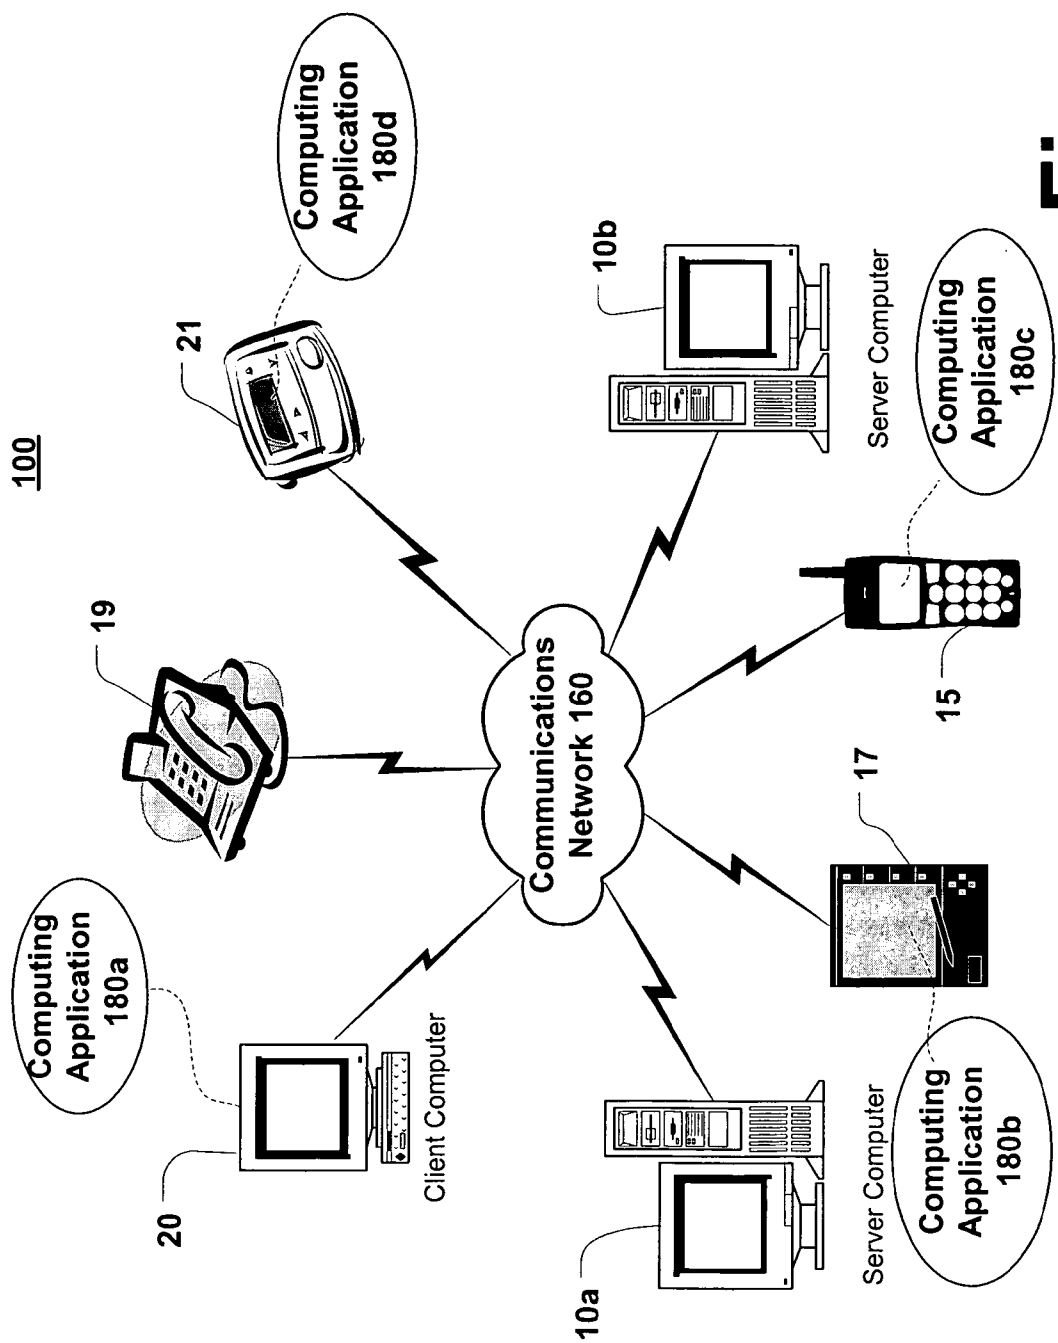 100
Computing
Application
180a
20
Client Computer
19
21
Computing
Application
180d
Communications
Network 160
10a
Server Computer
Computing
Application
180b
17
15
10b
Server Computer
Computing
Application
180c